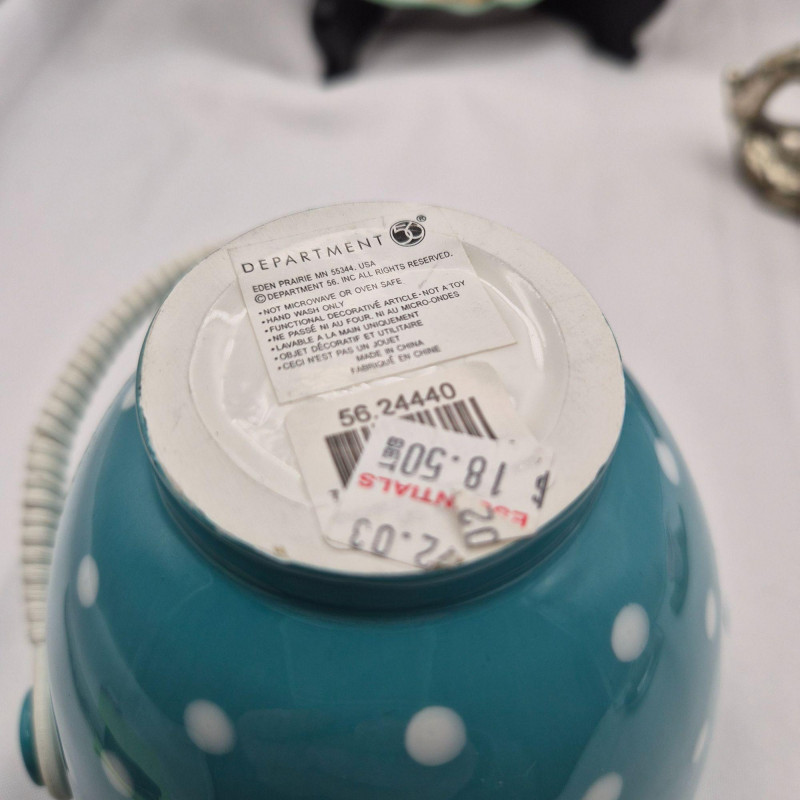 DEPARTMENT 56®
EDEN PRAIRIE MN 55344, USA
©DEPARTMENT 56, INC ALL RIGHTS RESERVED.
•NOT MICROWAVE OR OVEN SAFE
•HAND WASH ONLY
•FUNCTIONAL DECORATIVE ARTICLE-NOT A TOY
•NE PASSÉ NI AU FOUR, NI AU MICRO-ONDES
•LAVABLE A LA MAIN UNIQUEMENT
•OBJET DÉCORATIF ET UTILITAIRE
•CECI N'EST PAS UN JOUET
MADE IN CHINA
FABRIQUÉ EN CHINE
56.24440
18.50